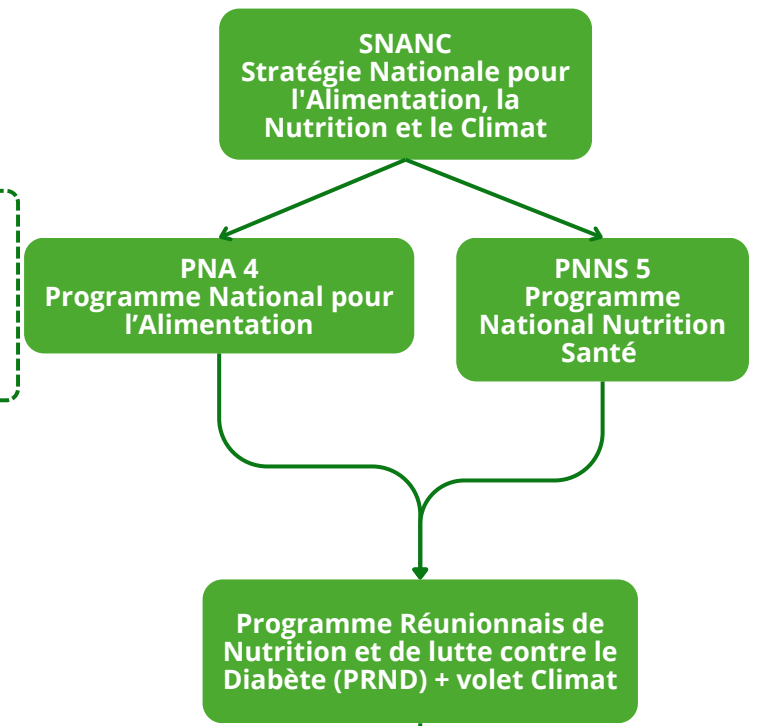 SNANC
Stratégie Nationale pour
l'Alimentation, la
Nutrition et le Climat
PNA 4
Programme National pour
l’Alimentation
PNNS 5
Programme
National Nutrition
Santé
Programme Réunionnais de
Nutrition et de lutte contre le
Diabète (PRND) + volet Climat